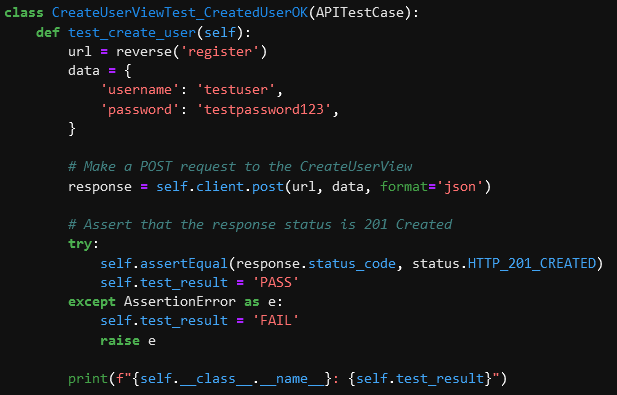 class CreateUserViewTest_CreatedUserOK(APITestCase):
    def test_create_user(self):
        url = reverse('register')
        data = {
            'username': 'testuser',
            'password': 'testpassword123',
        }

        # Make a POST request to the CreateUserView
        response = self.client.post(url, data, format='json')

        # Assert that the response status is 201 Created
        try:
            self.assertEqual(response.status_code, status.HTTP_201_CREATED)
            self.test_result = 'PASS'
        except AssertionError as e:
            self.test_result = 'FAIL'
            raise e

        print(f"{self.__class__.__name__}: {self.test_result}")